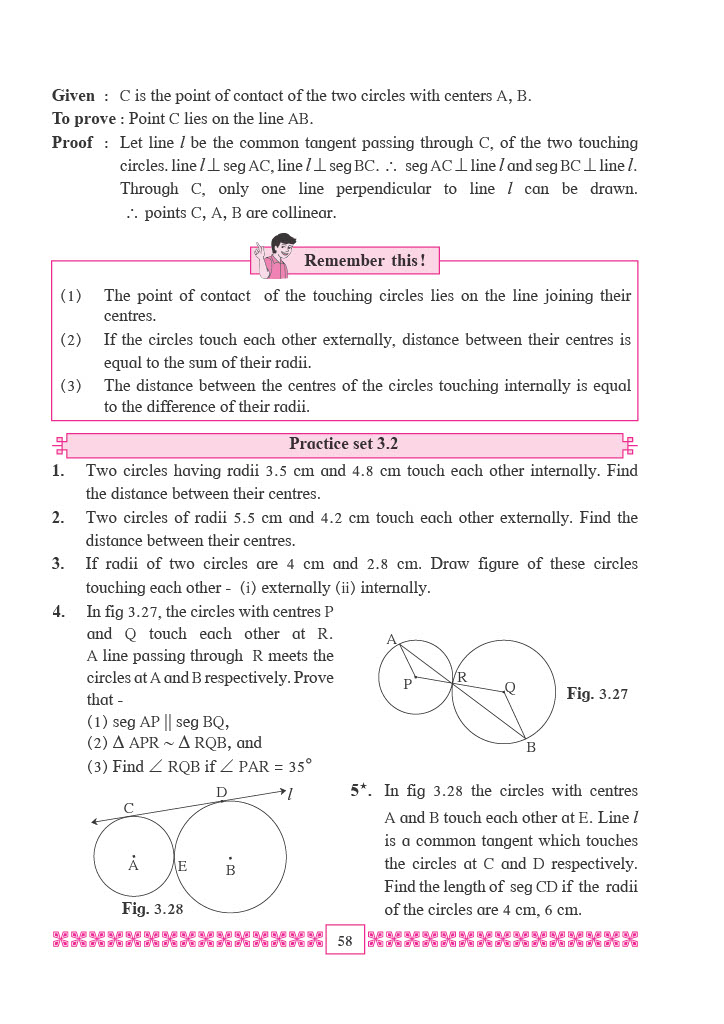 Given : C is the point of contact of the two circles with centers A, B.
To prove : Point C lies on the line AB.
Proof : Let line l be the common tangent passing through C, of the two touching
circles. line l ⊥ seg AC, line l ⊥ seg BC. ∴ seg AC ⊥ line l and seg BC ⊥ line l.
Through C, only one line perpendicular to line l can be drawn.
∴ points C, A, B are collinear.
Remember this!
(1) The point of contact of the touching circles lies on the line joining their
centres.
(2) If the circles touch each other externally, distance between their centres is
equal to the sum of their radii.
(3) The distance between the centres of the circles touching internally is equal
to the difference of their radii.
Practice set 3.2
1. Two circles having radii 3.5 cm and 4.8 cm touch each other internally. Find
the distance between their centres.
2. Two circles of radii 5.5 cm and 4.2 cm touch each other externally. Find the
distance between their centres.
3. If radii of two circles are 4 cm and 2.8 cm. Draw figure of these circles
touching each other - (i) externally (ii) internally.
4. In fig 3.27, the circles with centres P
and Q touch each other at R.
A line passing through R meets the
circles at A and B respectively. Prove
that -
(1) seg AP || seg BQ,
(2) Δ APR ~ Δ RQB, and
(3) Find ∠ RQB if ∠ PAR = 35°
A
P
R
Q
B
Fig. 3.27
C
D
l
A
E
B
Fig. 3.28
5*. In fig 3.28 the circles with centres
A and B touch each other at E. Line l
is a common tangent which touches
the circles at C and D respectively.
Find the length of seg CD if the radii
of the circles are 4 cm, 6 cm.
58